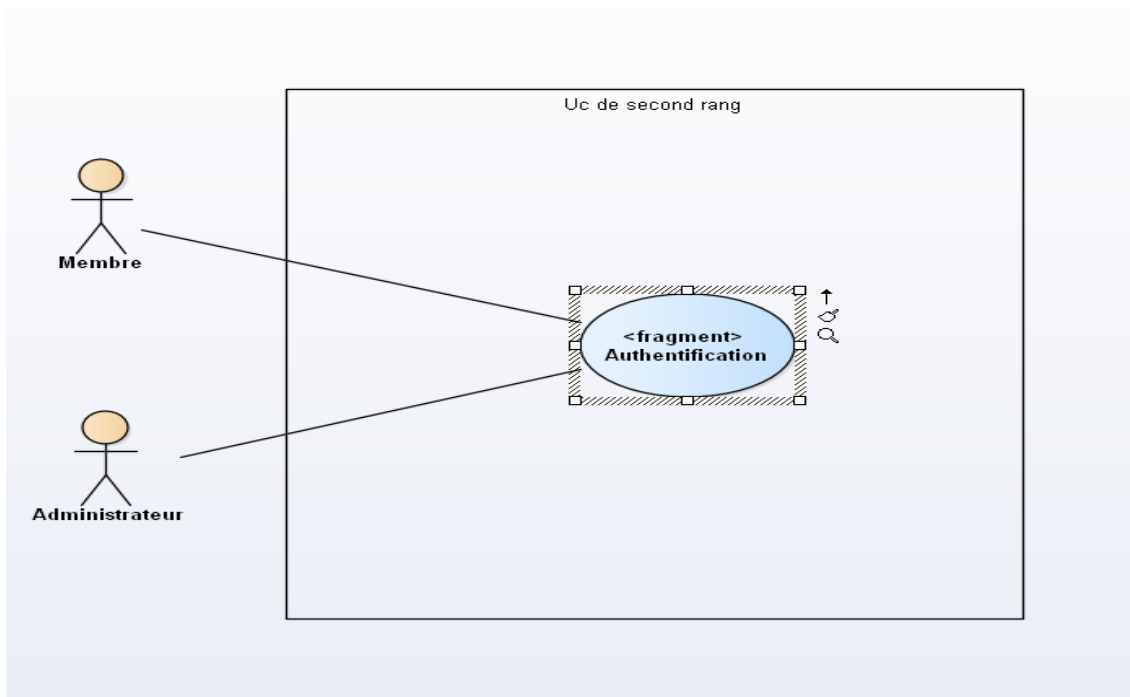 Uc de second rang
Membre
<fragment>
Authentification
Administrateur